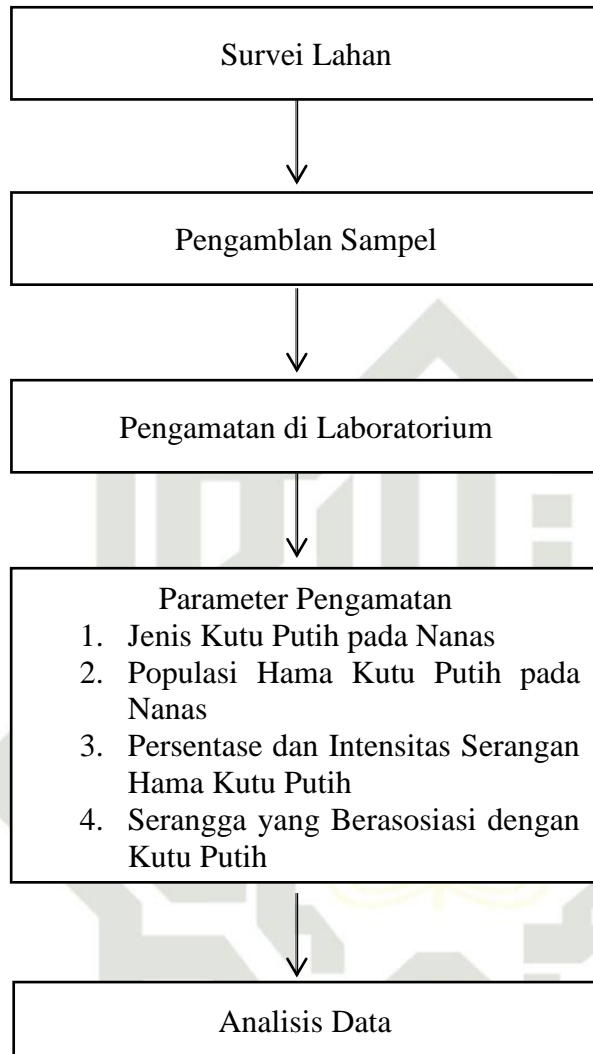 Survei Lahan
Pengamblan Sampel
Pengamatan di Laboratorium
Parameter Pengamatan
1. Jenis Kutu Putih pada Nanas
2. Populasi Hama Kutu Putih pada
Nanas
3. Persentase dan Intensitas Serangan
Hama Kutu Putih
4. Serangga yang Berasosiasi dengan
Kutu Putih
Analisis Data